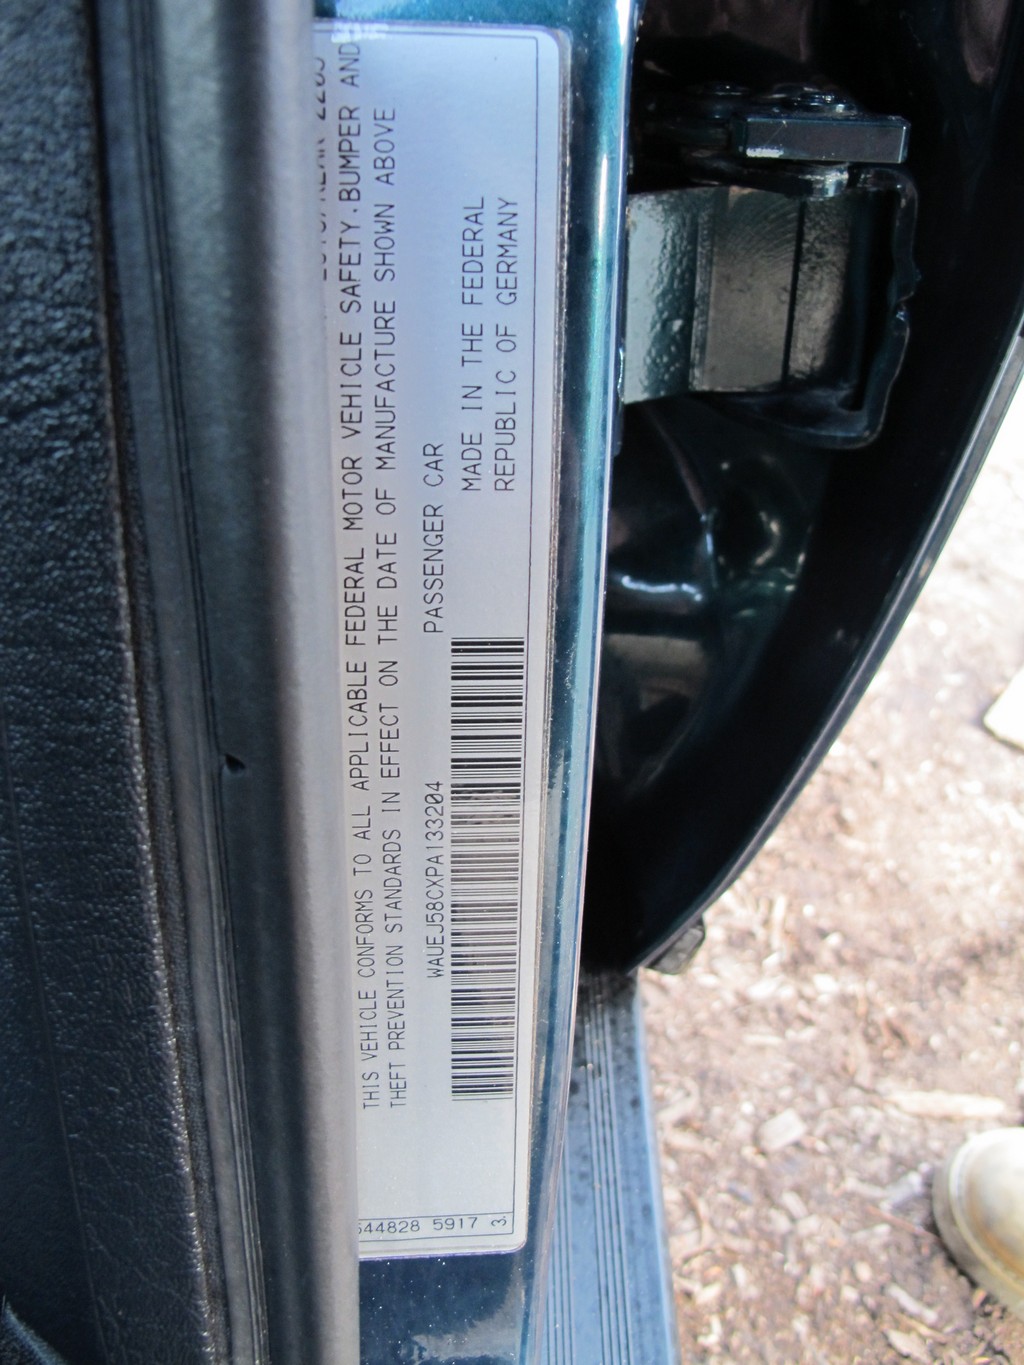 THIS VEHICLE CONFORMS TO ALL APPLICABLE FEDERAL MOTOR VEHICLE SAFETY.BUMPER AND
THEFT PREVENTION STANDARDS IN EFFECT ON THE DATE OF MANUFACTURE SHOWN ABOVE
WAUEJ58CXPA133204 PASSENGER CAR
MADE IN THE FEDERAL
REPUBLIC OF GERMANY
544828 5917 3